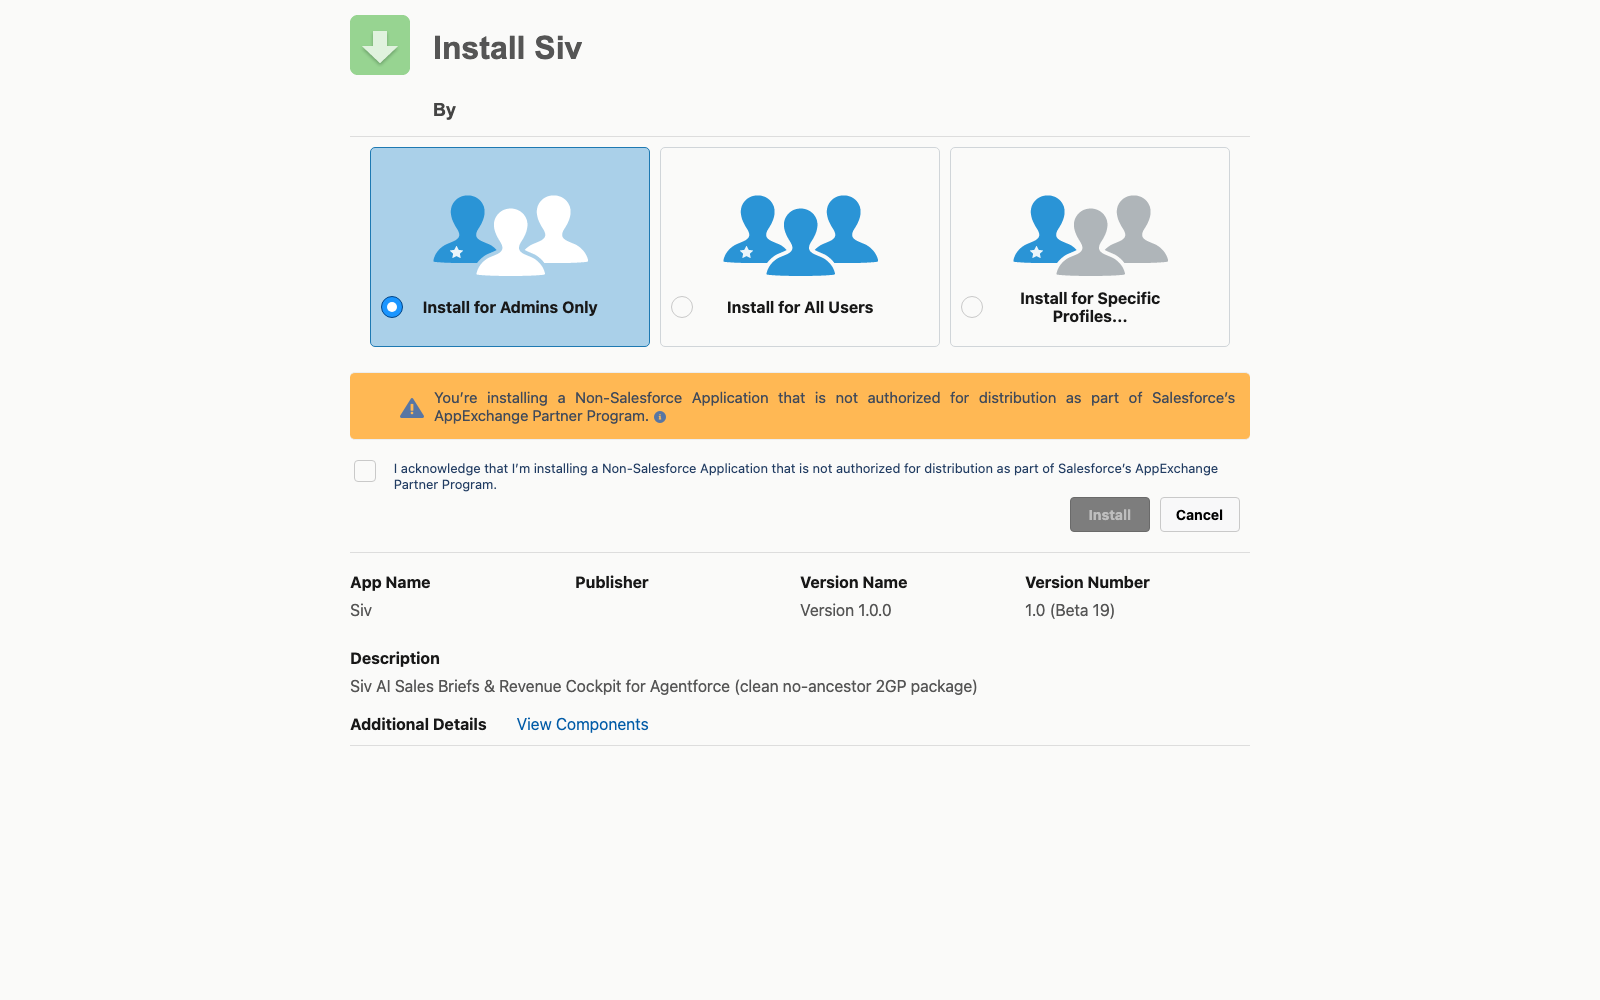 Install Siv
By
Install for Admins Only
Install for All Users
Install for Specific
Profiles...
You're installing a Non-Salesforce Application that is not authorized for distribution as part of Salesforce's
AppExchange Partner Program.
I acknowledge that I'm installing a Non-Salesforce Application that is not authorized for distribution as part of Salesforce's AppExchange
Partner Program.
Install
Cancel
App Name
Publisher
Version Name
Version Number
Siv
Version 1.0.0
1.0 (Beta 19)
Description
Siv AI Sales Briefs & Revenue Cockpit for Agentforce (clean no-ancestor 2GP package)
Additional Details
View Components